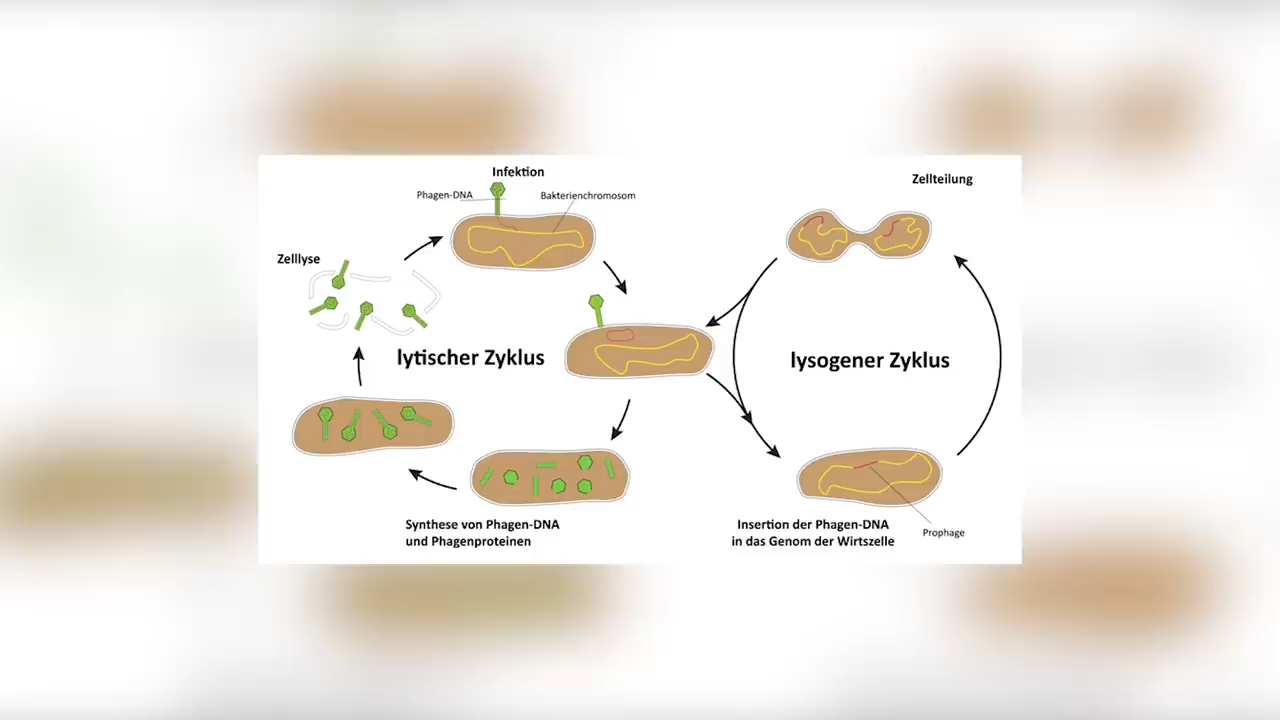 Infektion
Phagen-DNA
Bakterienchromosom
Zellteilung
Zelllyse
lytischer Zyklus
lysogener Zyklus
Synthese von Phagen-DNA
und Phagenproteinen
Insertion der Phagen-DNA
in das Genom der Wirtszelle
Prophage